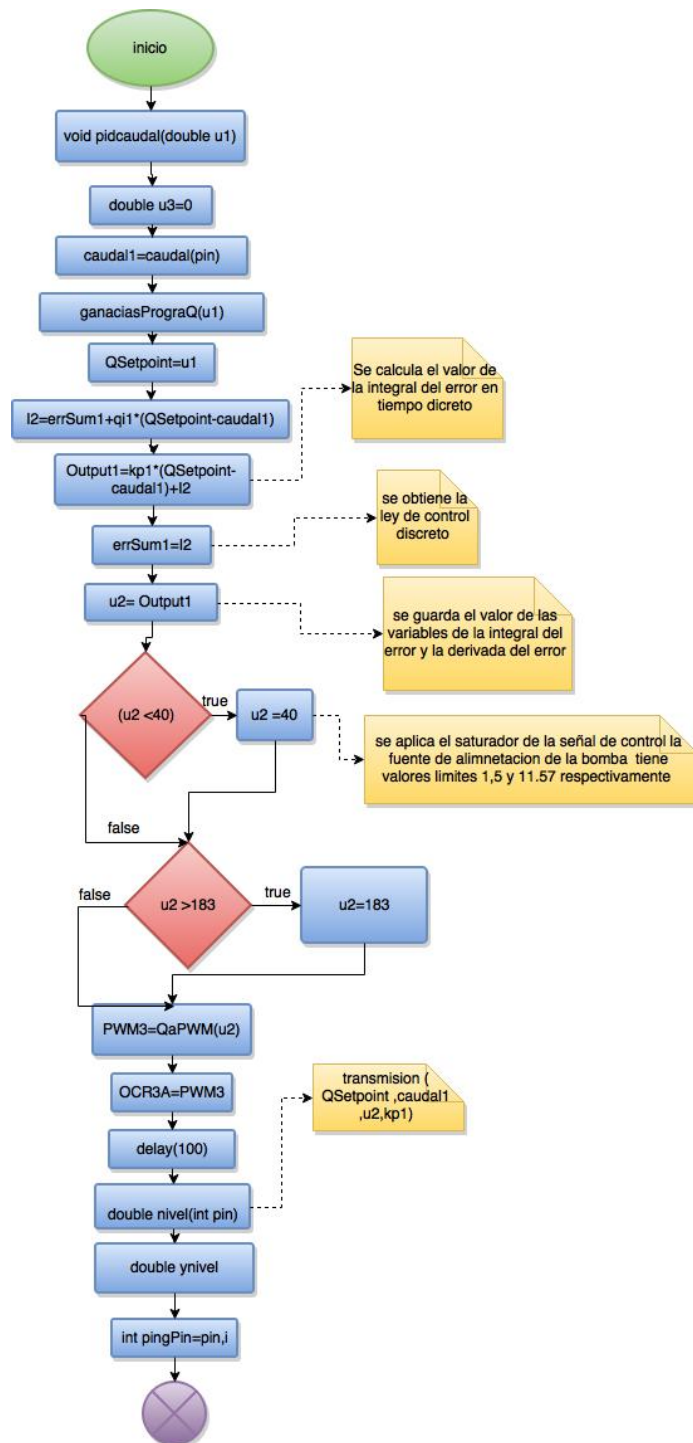 inicio
void pidcaudal(double u1)
double u3=0
caudal1=caudal(pin)
ganaciasPrograQ(u1)
QSetpoint=u1
I2=errSum1+qi1*(QSetpoint-caudal1)
Se calcula el valor de
la integral del error en
tiempo dicreto
Output1=kp1*(QSetpoint-
caudal1)+I2
se obtiene la
ley de control
discreto
errSum1=I2
u2= Output1
se guarda el valor de las
variables de la integral del
error y la derivada del error
(u2 <40)
true
u2 =40
se aplica el saturador de la señal de control la
fuente de alimnetacion de la bomba tiene
valores limites 1,5 y 11.57 respectivamente
false
false
u2 >183
true
u2=183
PWM3=QaPWM(u2)
OCR3A=PWM3
transmision (
QSetpoint ,caudal1
,u2,kp1)
delay(100)
double nivel(int pin)
double ynivel
int pingPin=pin,i